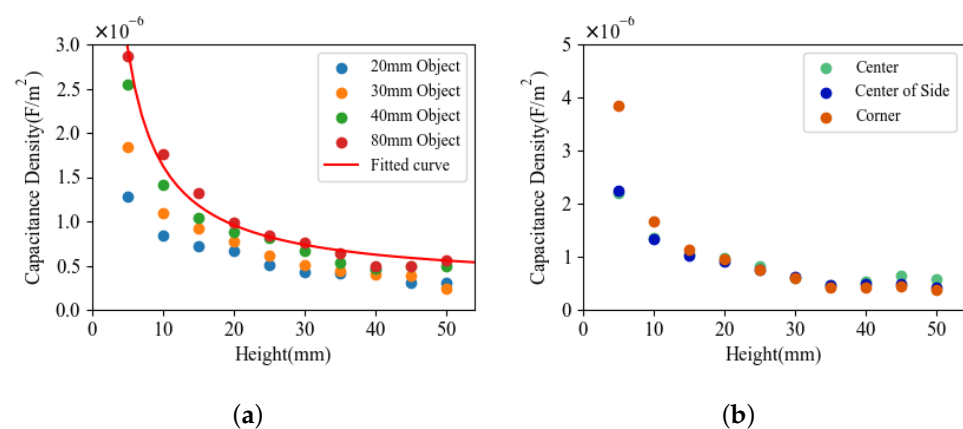 ×10⁻⁶
3.0
2.5
2.0
1.5
1.0
0.5
0.0
Capacitance Density(F/m²)
20mm Object
30mm Object
40mm Object
80mm Object
Fitted curve
0 10 20 30 40 50
Height(mm)
(a)
×10⁻⁶
5
4
3
2
1
0
Capacitance Density(F/m²)
Center
Center of Side
Corner
0 10 20 30 40 50
Height(mm)
(b)